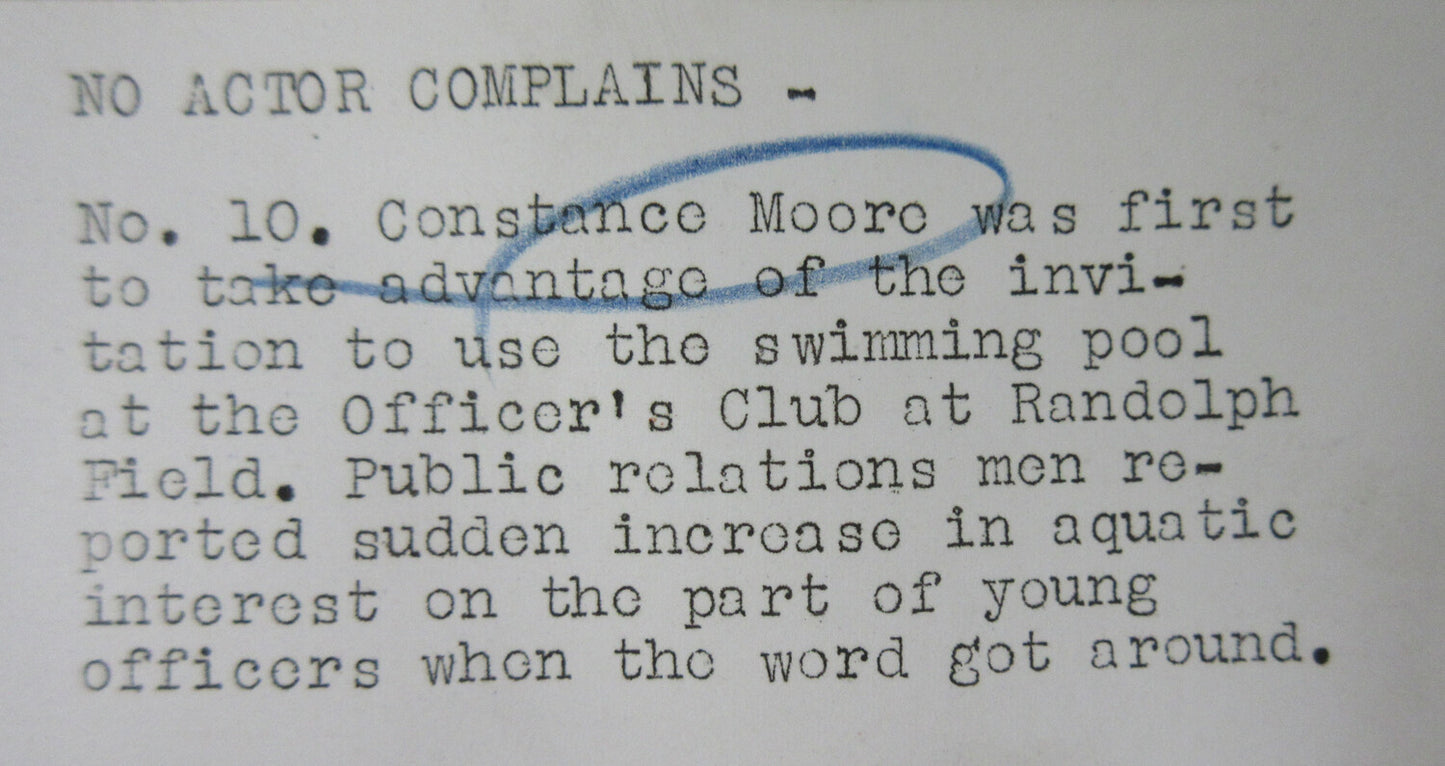 NO ACTOR COMPLAINS -
No. 10. Constance Moore was first
to take advantage of the invi-
tation to use the swimming pool
at the Officer's Club at Randolph
Field. Public relations men re-
ported sudden increase in aquatic
interest on the part of young
officers when the word got around.